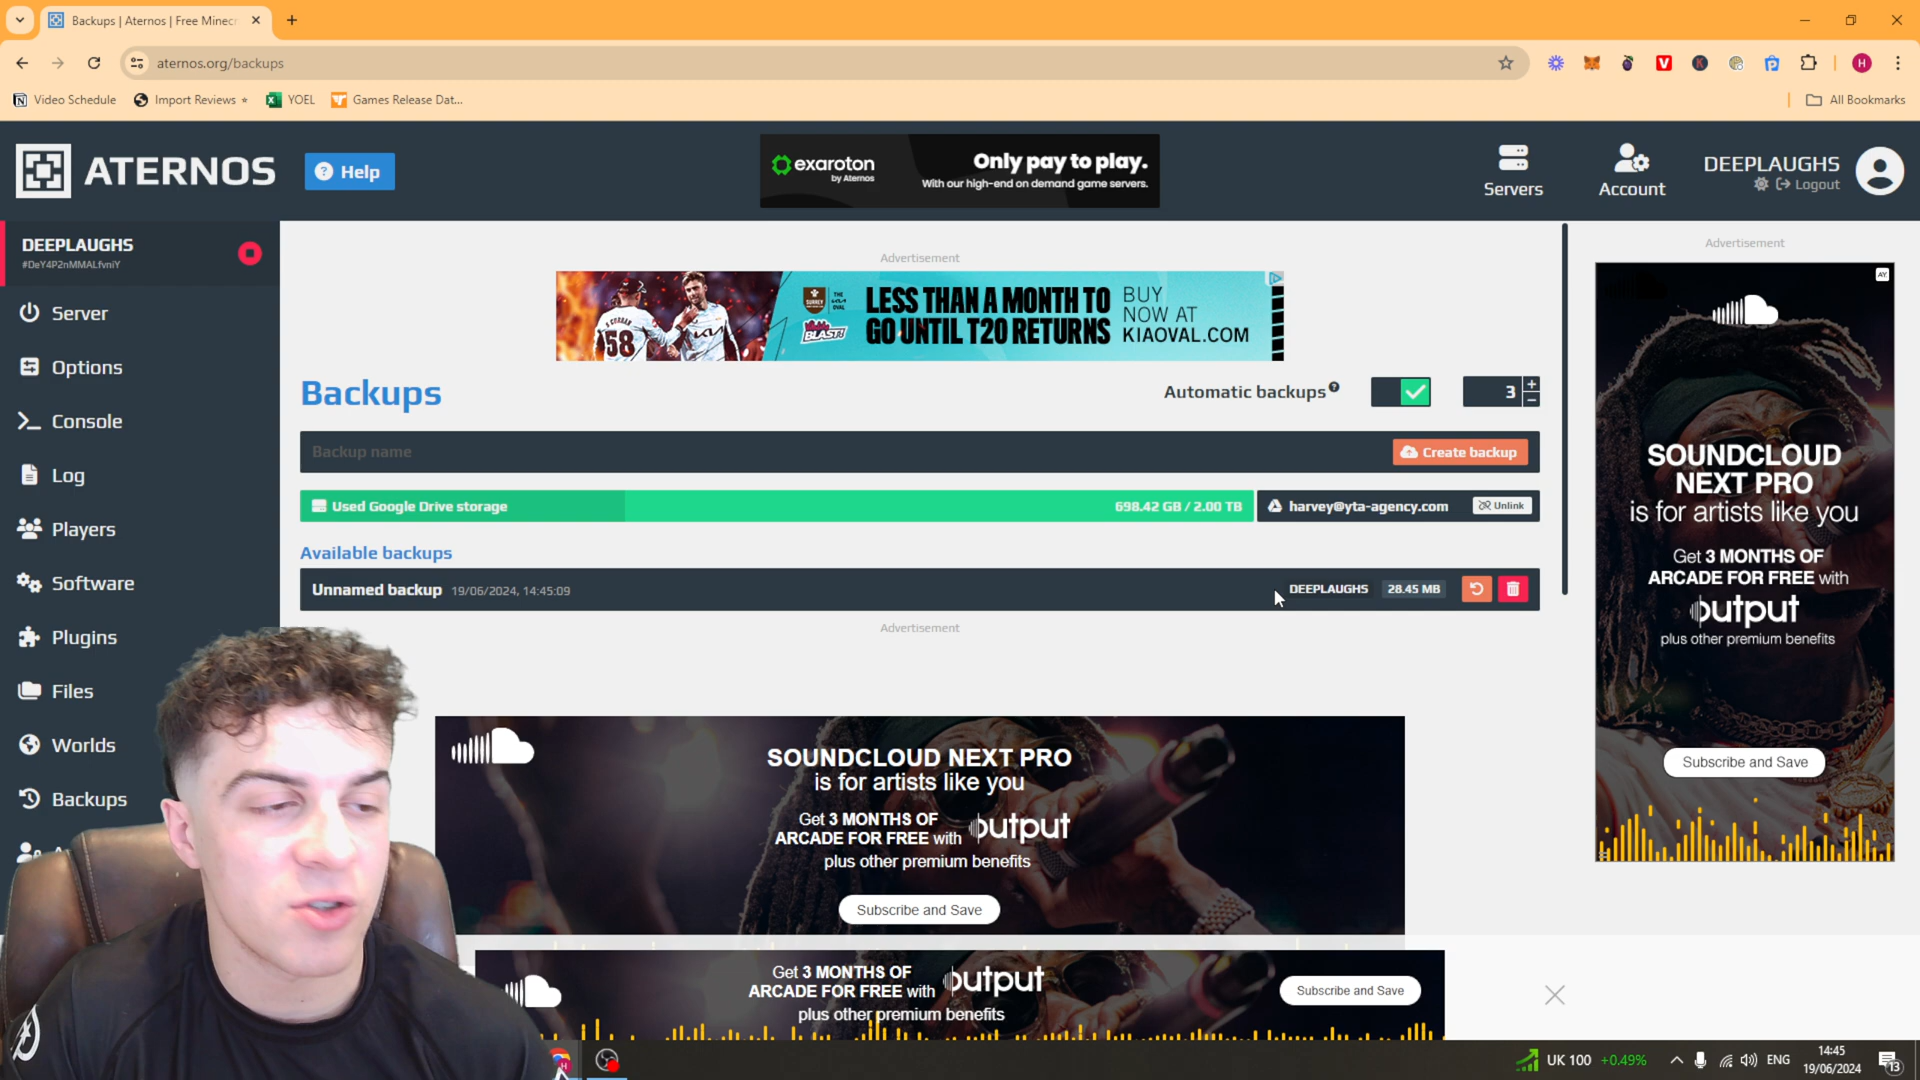 Backups | Aternos | Free Minecr
aternos.org/backups
Video Schedule
Import Reviews
YOEL
Games Release Dat...
All Bookmarks
ATERNOS
Help
exaroton
by Aternos
Only pay to play.
With our high-end on demand game servers.
Servers
Account
DEEPLAUGHS
Logout
DEEPLAUGHS
#DeY4P2nMMALfvniY
Server
Options
Console
Log
Players
Software
Plugins
Files
Worlds
Backups
Advertisement
58
THE
LESS THAN A MONTH TO
GO UNTIL T20 RETURNS
BUY
NOW AT
KIAOVAL.COM
Backups
Automatic backups
3
Backup name
Create backup
Used Google Drive storage
698.42 GB / 2.00 TB
harvey@yta-agency.com
Unlink
Available backups
Unnamed backup 19/06/2024, 14:45:09
DEEPLAUGHS
28.45 MB
Advertisement
SOUNDCLOUD NEXT PRO
is for artists like you
Get 3 MONTHS OF
ARCADE FOR FREE with output
plus other premium benefits
Subscribe and Save
Get 3 MONTHS OF
ARCADE FOR FREE with output
plus other premium benefits
Subscribe and Save
Advertisement
SOUNDCLOUD
NEXT PRO
is for artists like you
Get 3 MONTHS OF
ARCADE FOR FREE with
output
plus other premium benefits
Subscribe and Save
UK 100 +0.49%
ENG
14:45
19/06/2024
13